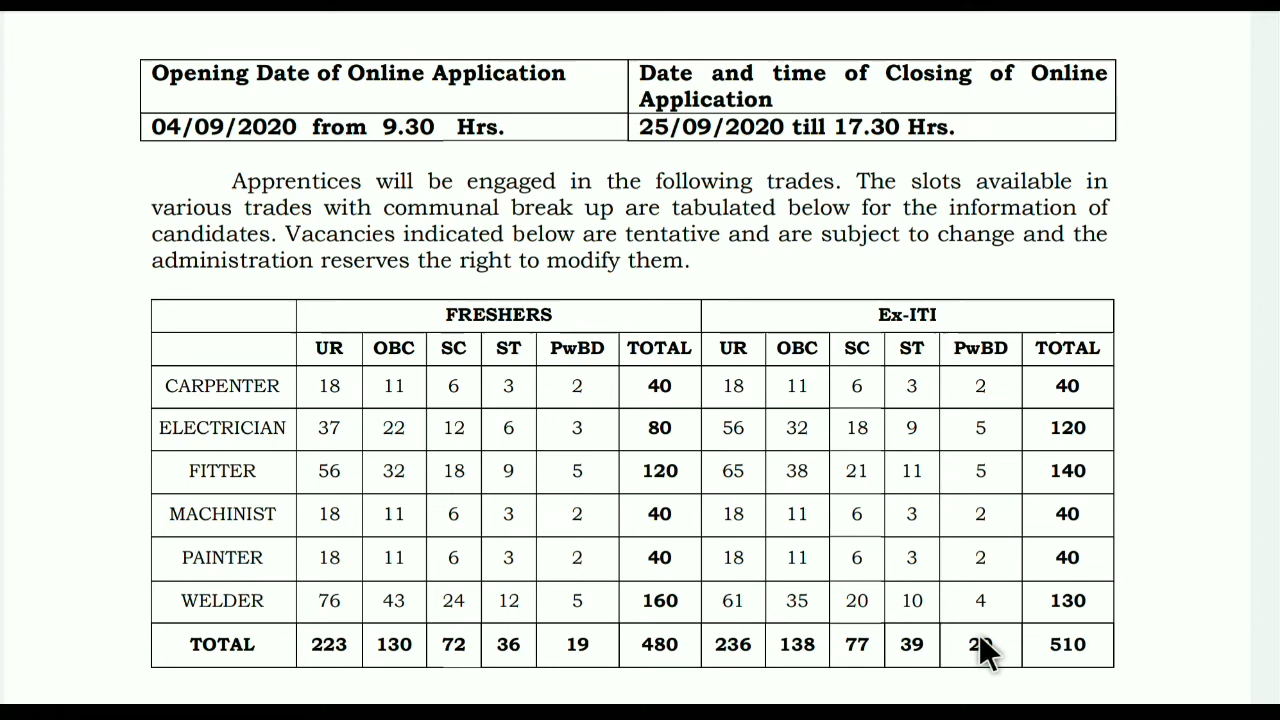 Opening Date of Online Application
Date and time of Closing of Online
Application
04/09/2020 from 9.30 Hrs.
25/09/2020 till 17.30 Hrs.
Apprentices will be engaged in the following trades. The slots available in
various trades with communal break up are tabulated below for the information of
candidates. Vacancies indicated below are tentative and are subject to change and the
administration reserves the right to modify them.
FRESHERS Ex-ITI
UR OBC SC ST PwBD TOTAL UR OBC SC ST PwBD TOTAL
CARPENTER 18 11 6 3 2 40 18 11 6 3 2 40
ELECTRICIAN 37 22 12 6 3 80 56 32 18 9 5 120
FITTER 56 32 18 9 5 120 65 38 21 11 5 140
MACHINIST 18 11 6 3 2 40 18 11 6 3 2 40
PAINTER 18 11 6 3 2 40 18 11 6 3 2 40
WELDER 76 43 24 12 5 160 61 35 20 10 4 130
TOTAL 223 130 72 36 19 480 236 138 77 39 510